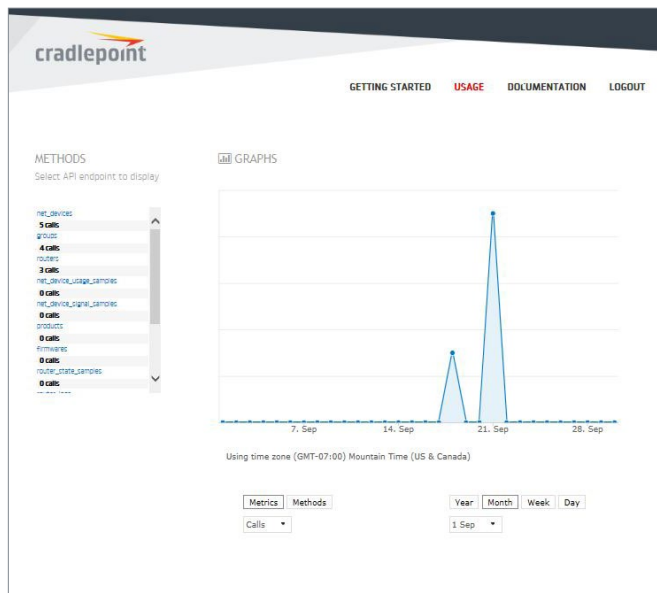 cradlepoint
GETTING STARTED USAGE DOCUMENTATION LOGOUT
METHODS
Select API endpoint to display
net_devices
5 calls
groups
4 calls
routers
3 calls
net_device_usage_samples
0 calls
net_device_signal_samples
0 calls
products
0 calls
firmwares
0 calls
router_state_samples
0 calls
GRAPHS
7. Sep 14. Sep 21. Sep 28. Sep
Using time zone (GMT-07:00) Mountain Time (US & Canada)
Metrics Methods
Year Month Week Day
Calls
1 Sep